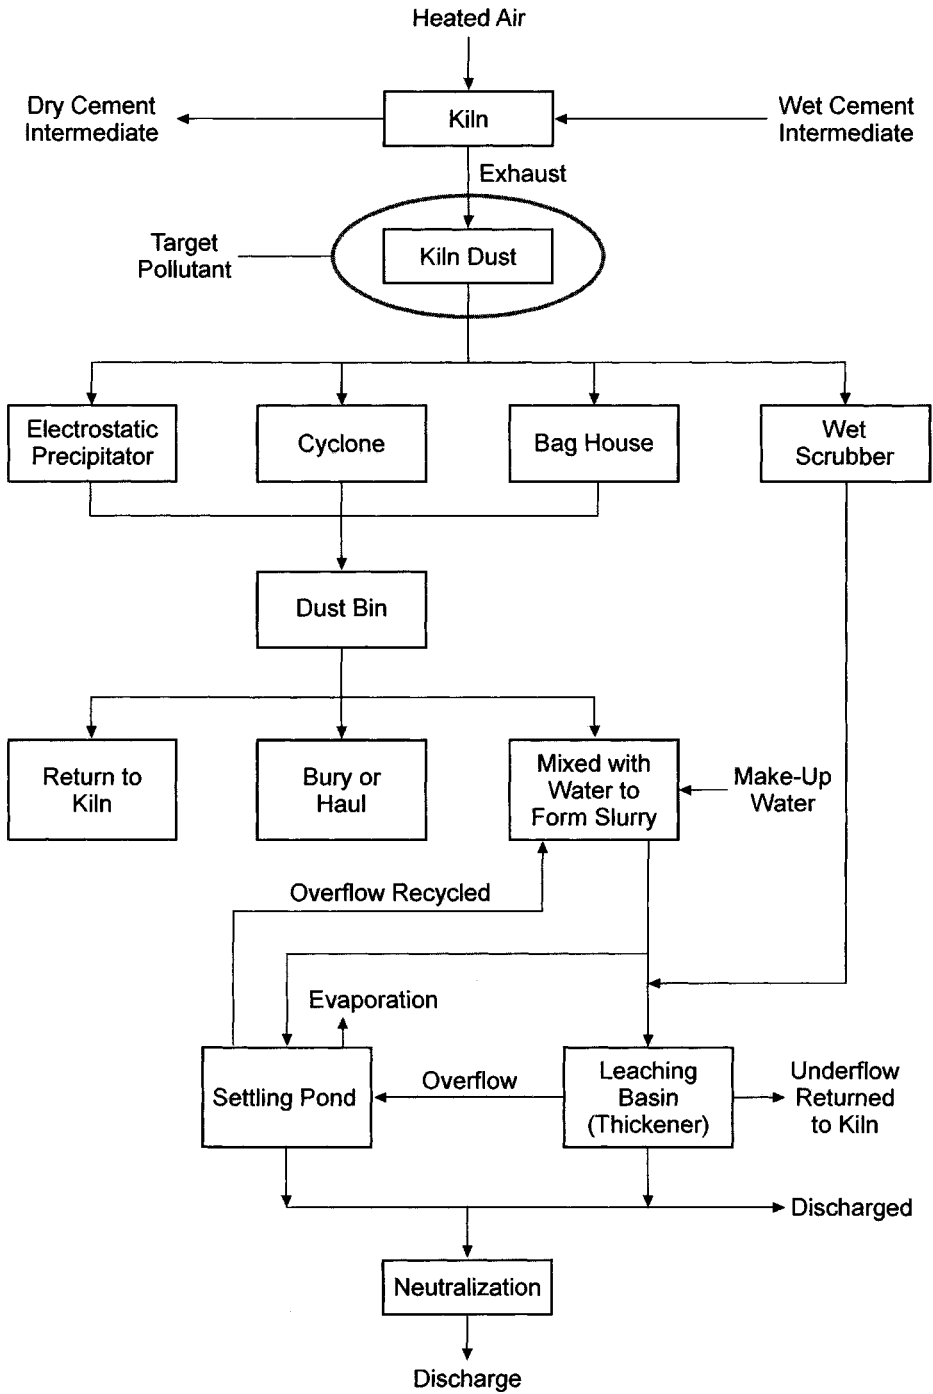 Heated Air
Dry Cement
Intermediate
Kiln
Wet Cement
Intermediate
Exhaust
Target
Pollutant
Kiln Dust
Electrostatic
Precipitator
Cyclone
Bag House
Wet
Scrubber
Dust Bin
Return to
Kiln
Bury or
Haul
Mixed with
Water to
Form Slurry
Make-Up
Water
Overflow Recycled
Evaporation
Settling Pond
Overflow
Leaching
Basin
(Thickener)
Underflow
Returned
to Kiln
Discharged
Neutralization
Discharge